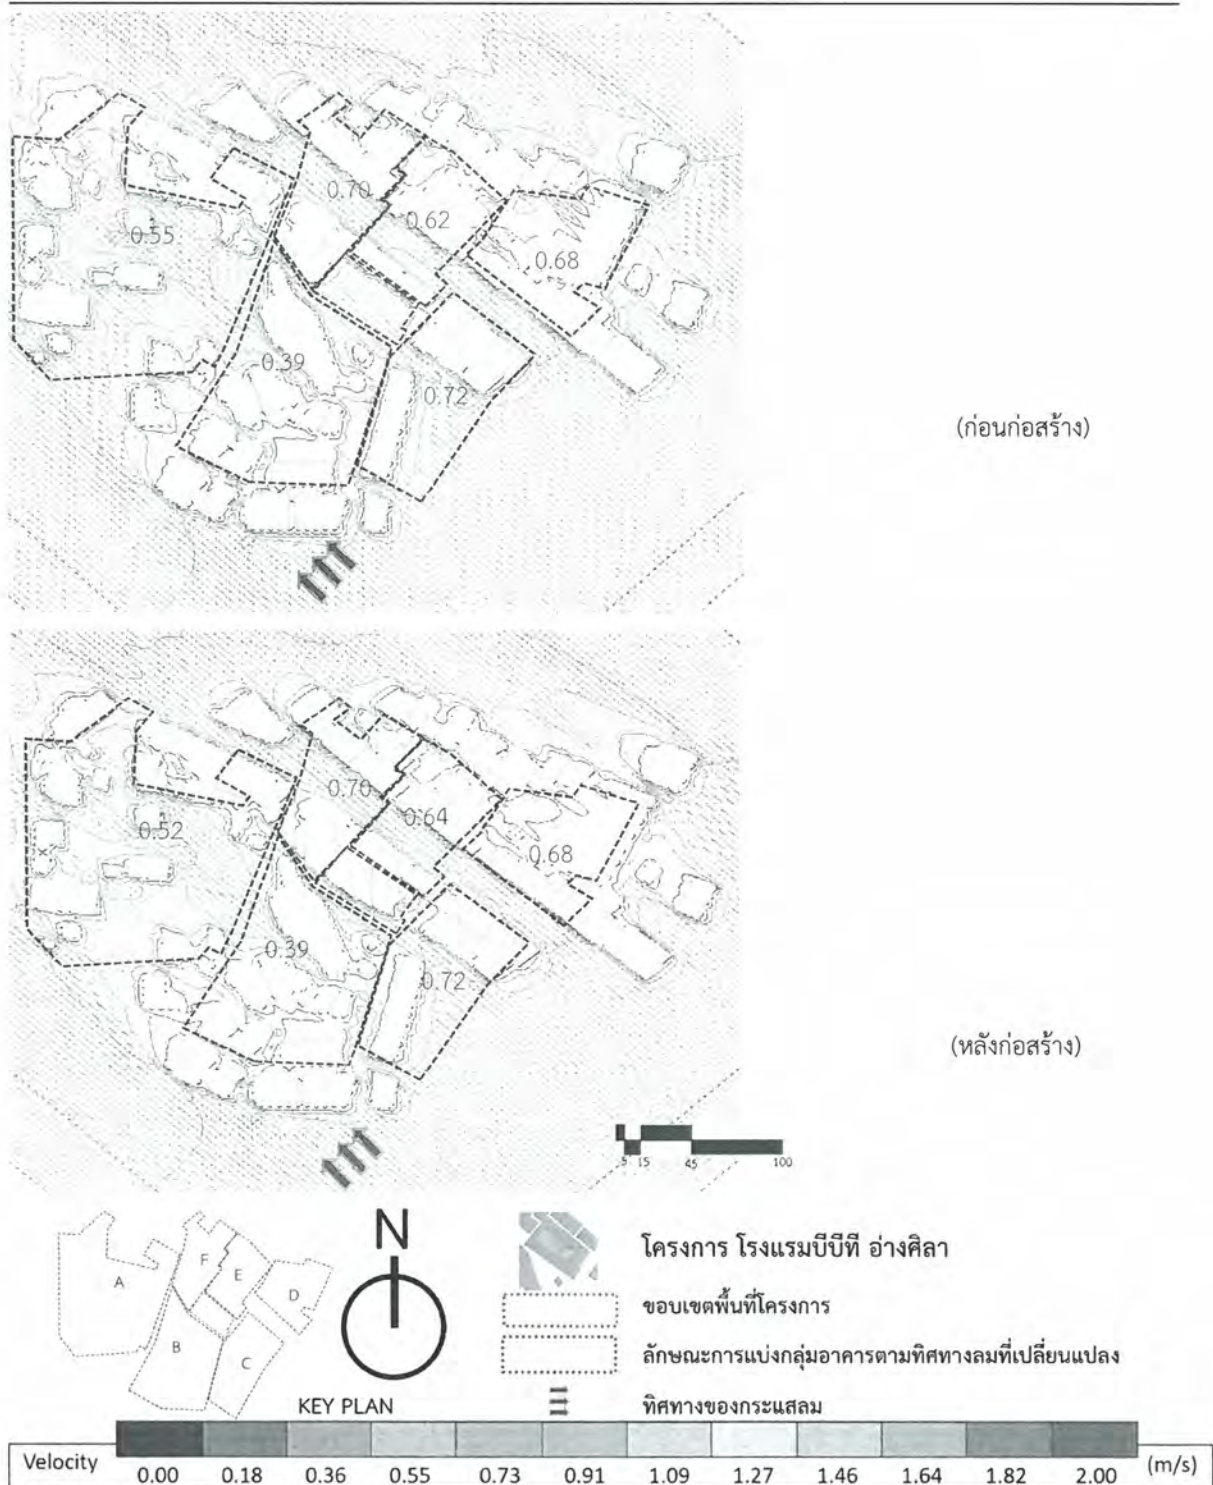 0.70
0.62
0.55
0.68
0.39
0.72
(ก่อนก่อสร้าง)
0.70
0.64
0.52
0.68
0.39
0.72
(หลังก่อสร้าง)
5 15 45 100
N
A
F
E
D
B
C
KEY PLAN
โครงการ โรงแรมบีบีที อ่างศิลา
ขอบเขตพื้นที่โครงการ
ลักษณะการแบ่งกลุ่มอาคารตามทิศทางลมที่เปลี่ยนแปลง
ทิศทางของกระแสลม
Velocity 0.00 0.18 0.36 0.55 0.73 0.91 1.09 1.27 1.46 1.64 1.82 2.00 (m/s)